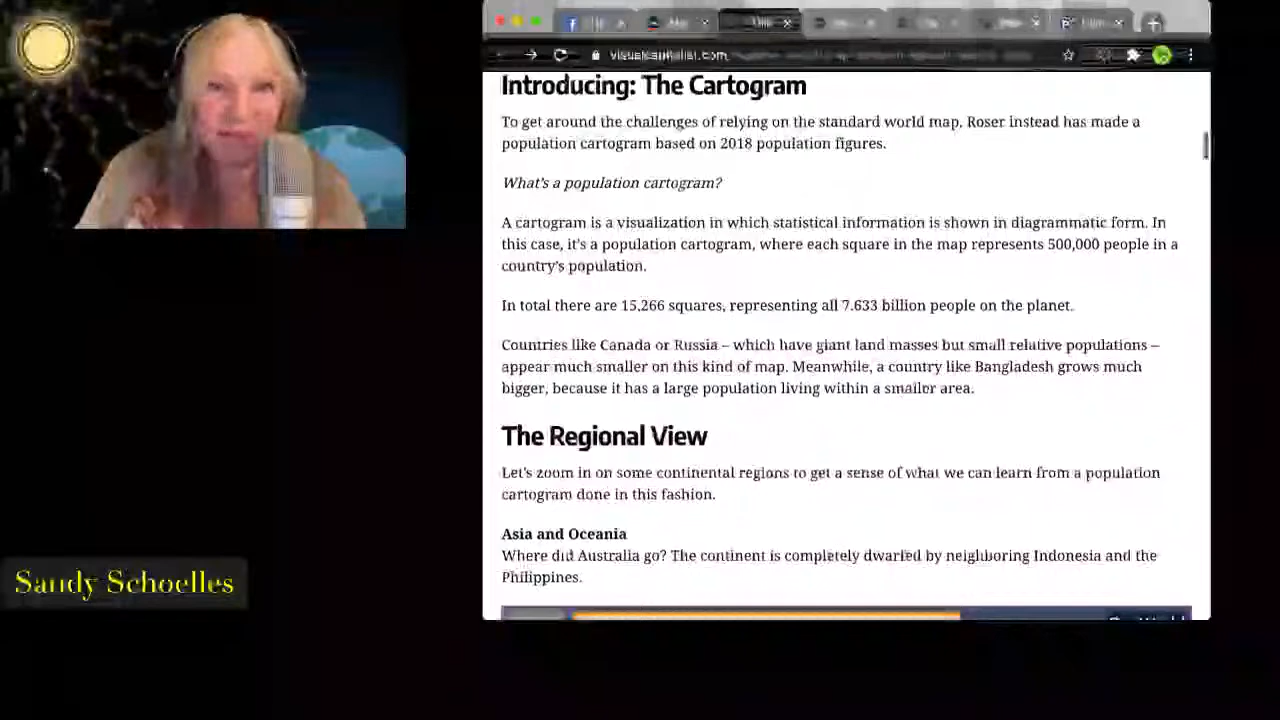 visualcapitalist.com
Introducing: The Cartogram
To get around the challenges of relying on the standard world map, Roser instead has made a
population cartogram based on 2018 population figures.
What's a population cartogram?
A cartogram is a visualization in which statistical information is shown in diagrammatic form. In
this case, it's a population cartogram, where each square in the map represents 500,000 people in a
country's population.
In total there are 15,266 squares, representing all 7.633 billion people on the planet.
Countries like Canada or Russia – which have giant land masses but small relative populations –
appear much smaller on this kind of map. Meanwhile, a country like Bangladesh grows much
bigger, because it has a large population living within a smaller area.
The Regional View
Let's zoom in on some continental regions to get a sense of what we can learn from a population
cartogram done in this fashion.
Asia and Oceania
Where did Australia go? The continent is completely dwarfed by neighboring Indonesia and the
Philippines.
Sandy Schoelles